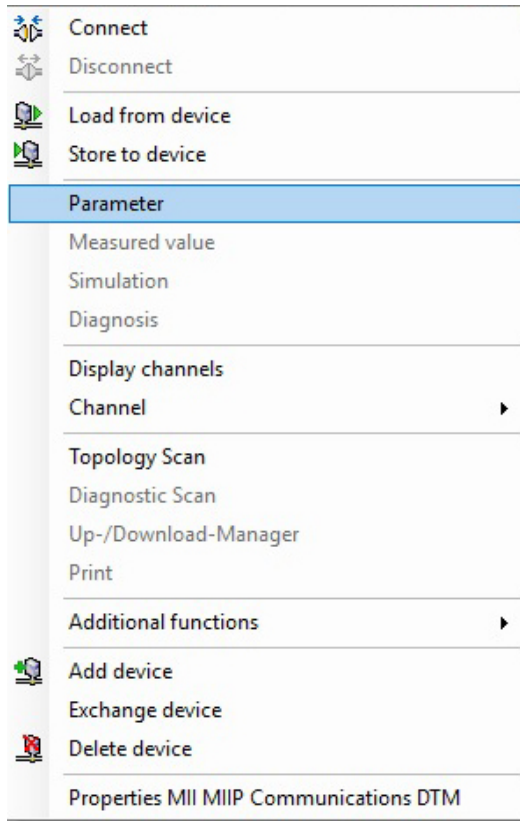 Connect
Disconnect
Load from device
Store to device
Parameter
Measured value
Simulation
Diagnosis
Display channels
Channel
Topology Scan
Diagnostic Scan
Up-/Download-Manager
Print
Additional functions
Add device
Exchange device
Delete device
Properties MII MIIP Communications DTM